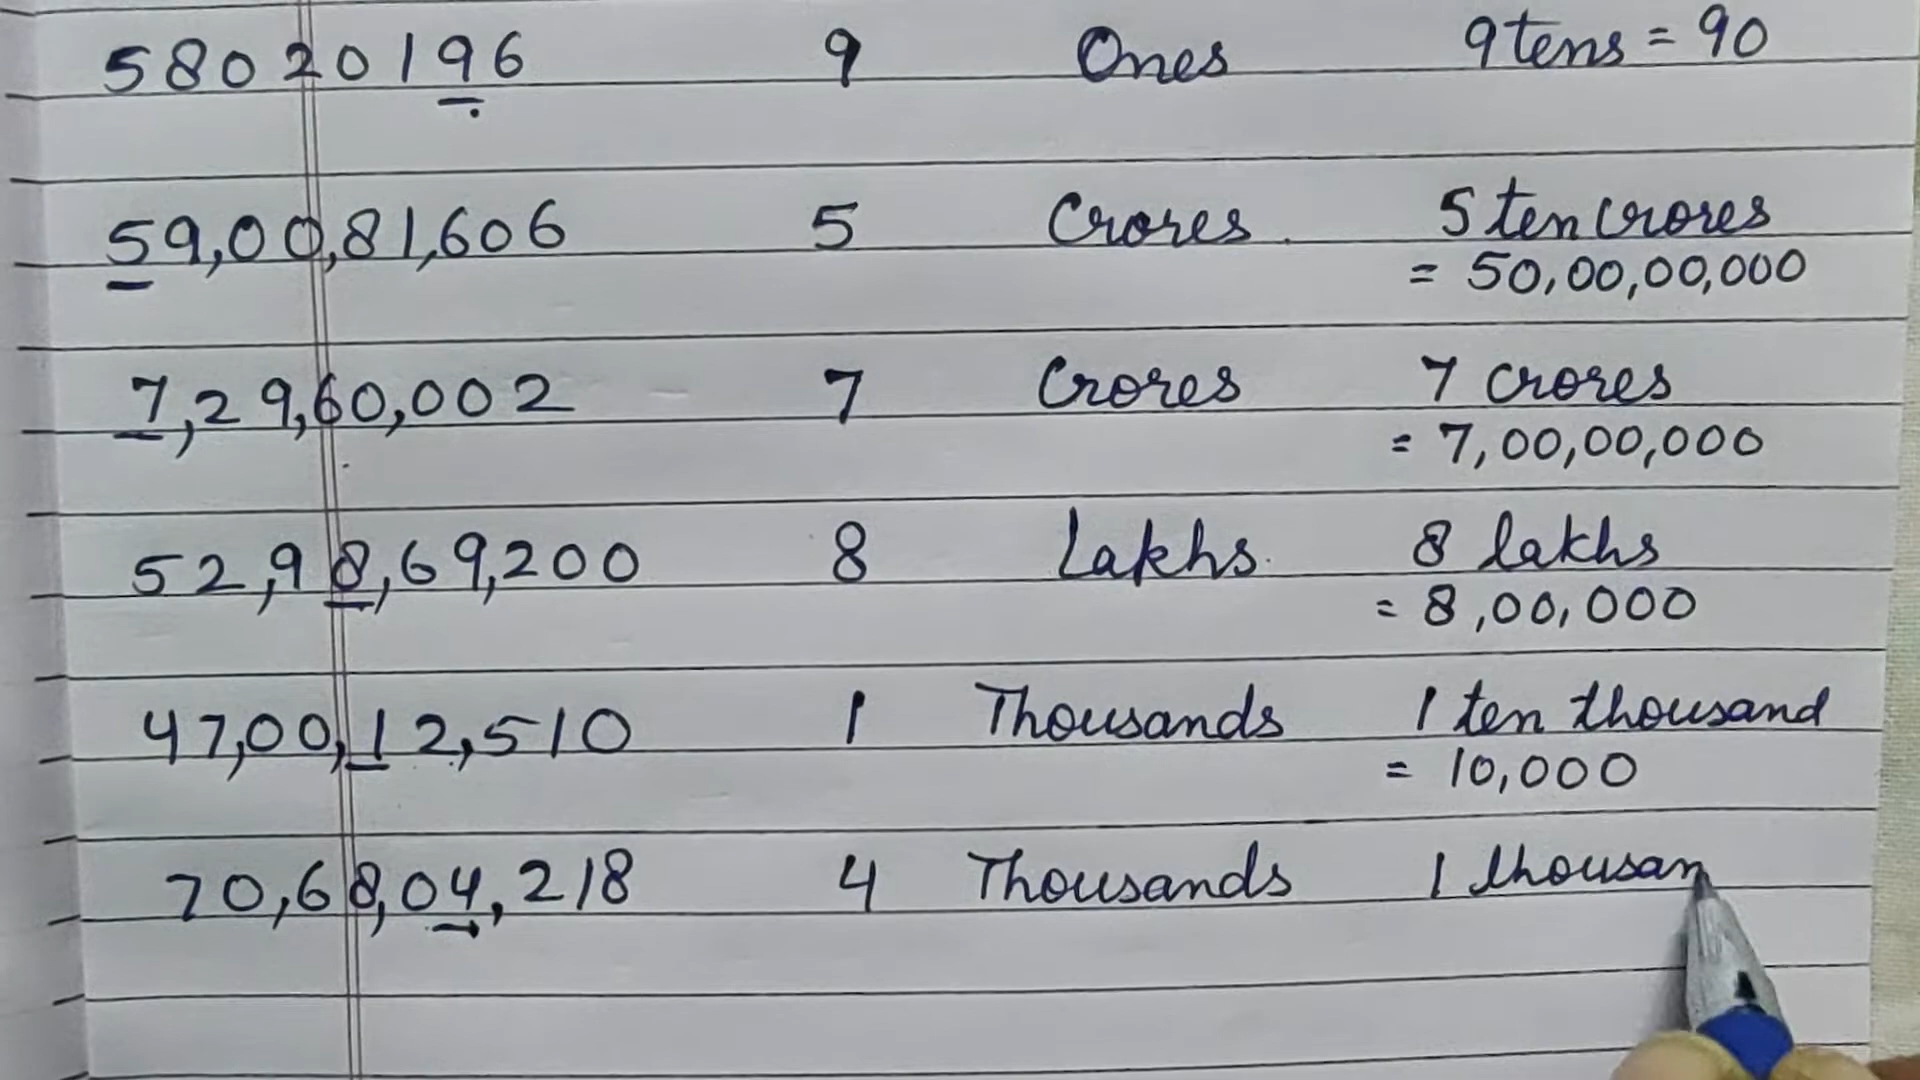 58020196 9 Ones 9 tens = 90
59,00,81,606 5 Crores 5 ten crores
= 50,00,00,000
7,29,60,002 7 Crores 7 crores
= 7,00,00,000
52,98,69,200 8 Lakhs 8 lakhs
= 8,00,000
47,00,12,510 1 Thousands 1 ten thousand
= 10,000
70,68,04,218 4 Thousands 1 thousan